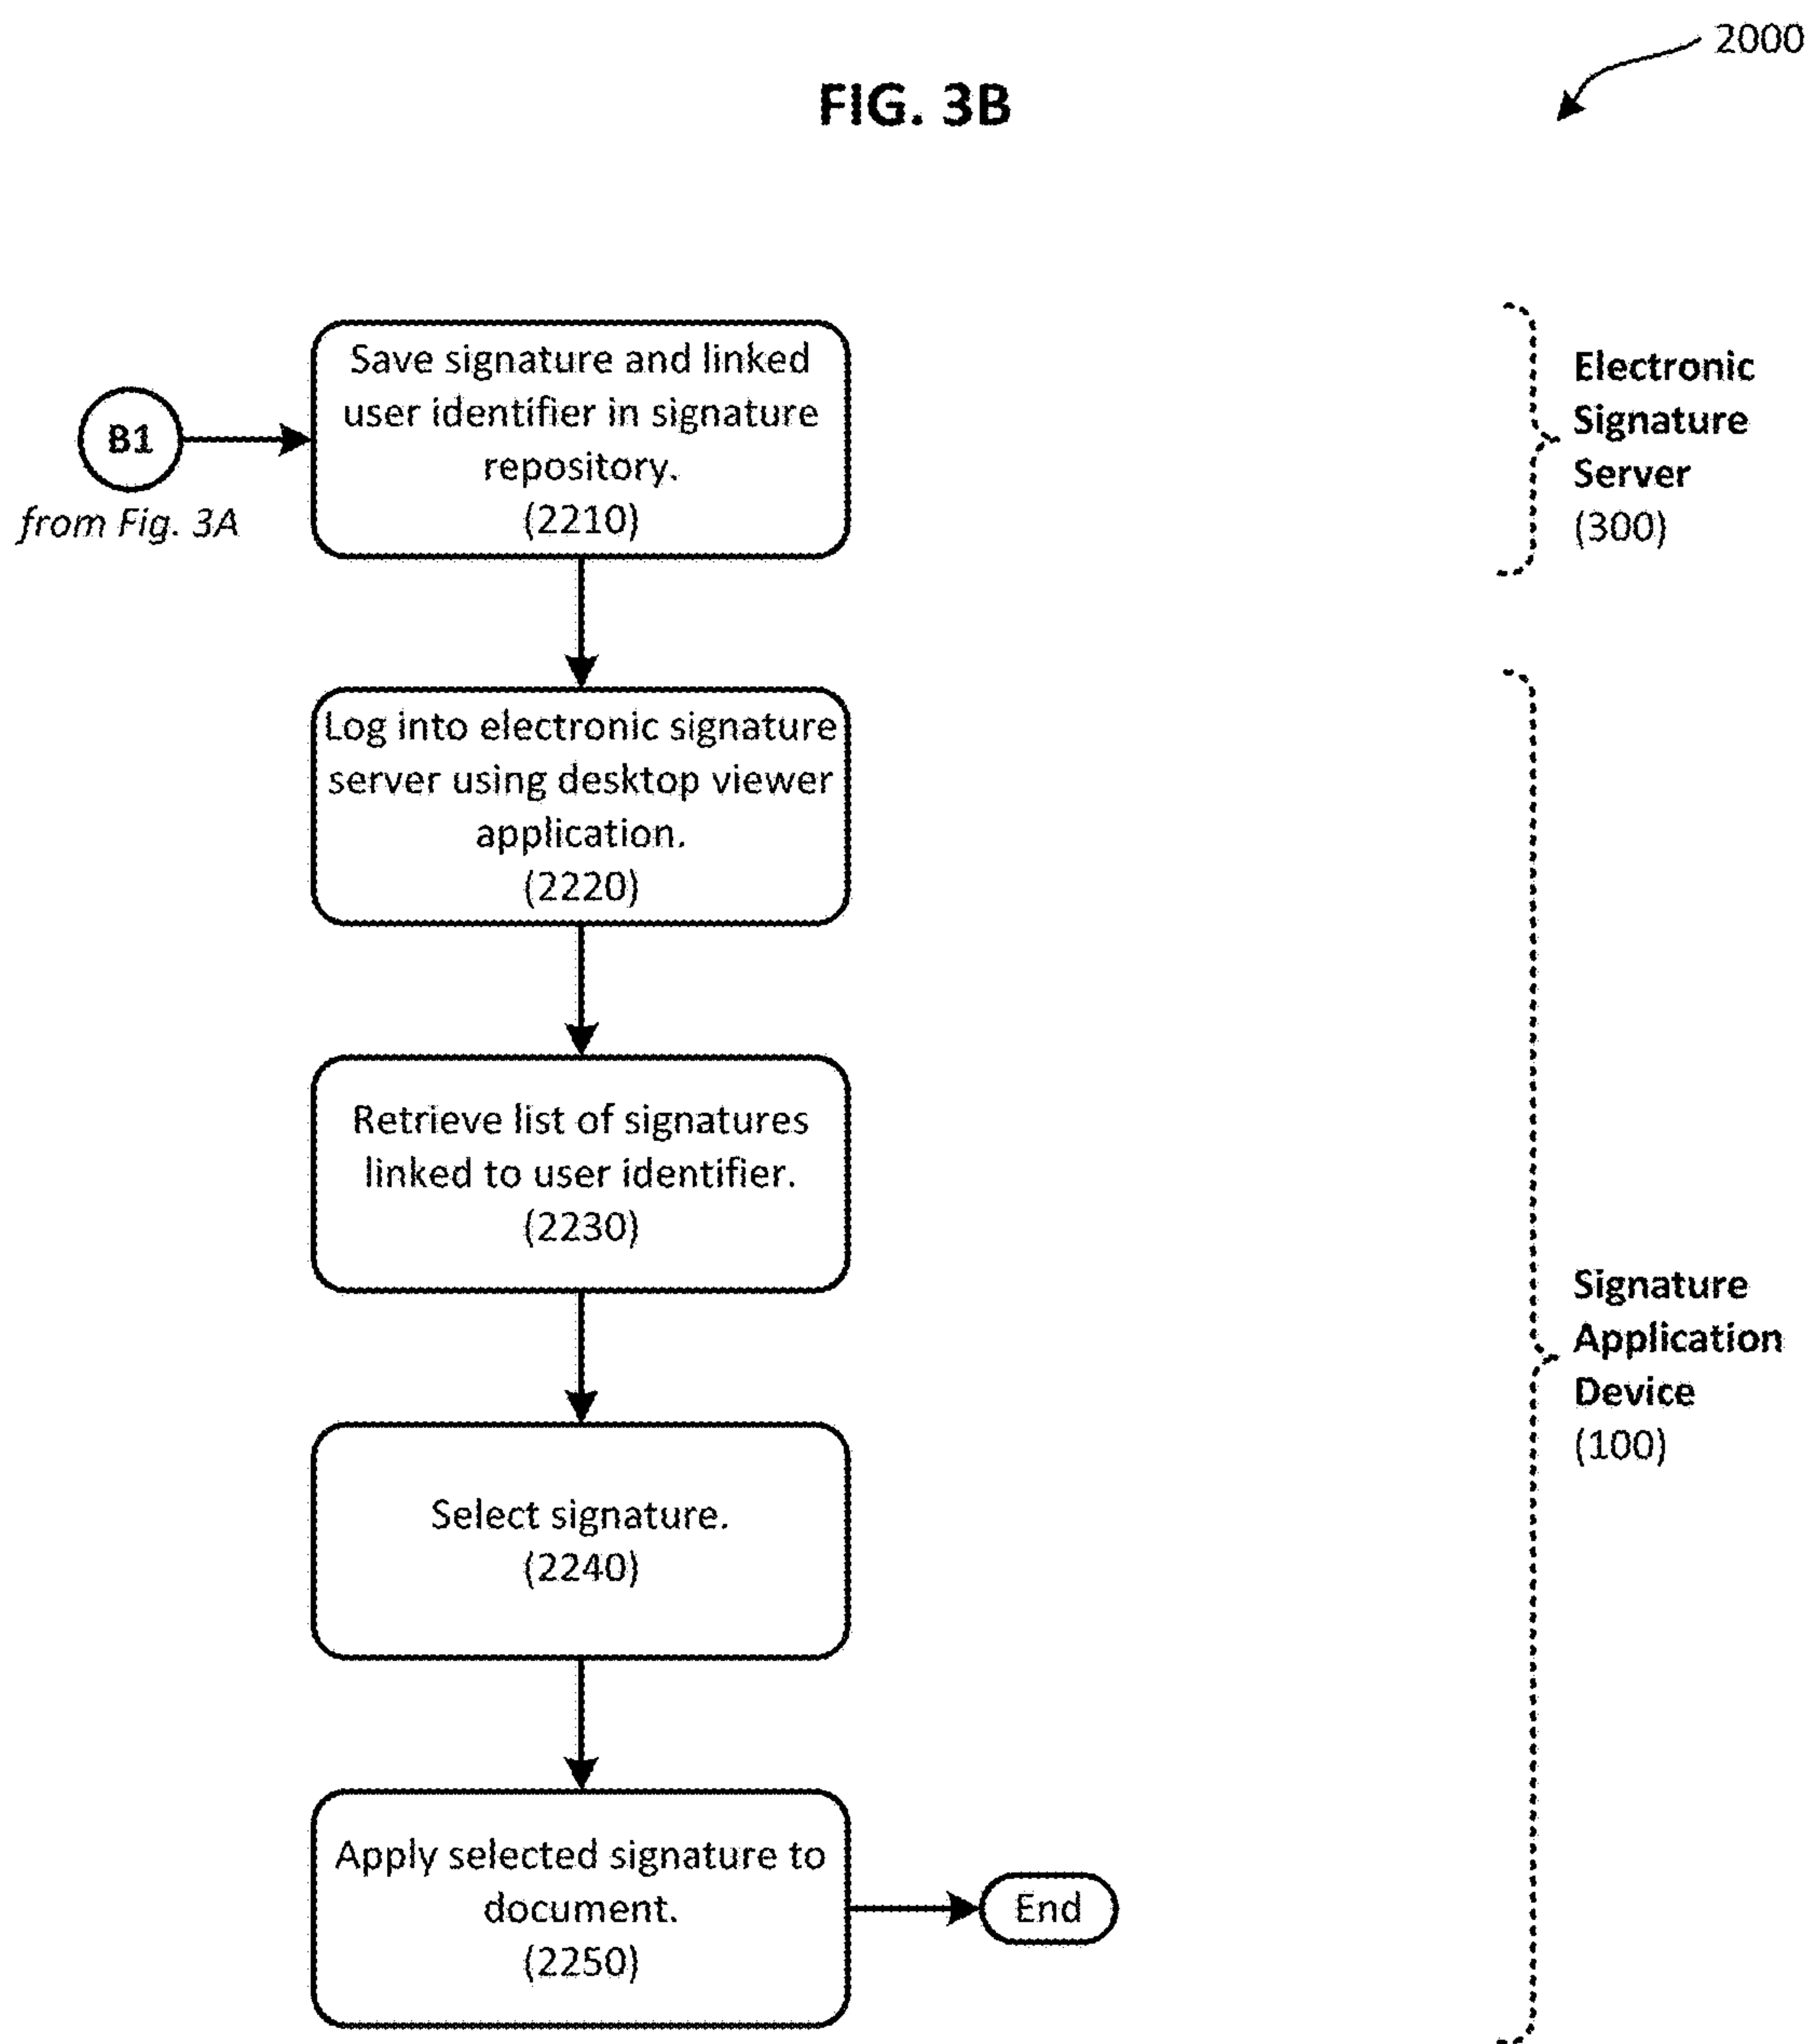 2000
FIG. 3B
Save signature and linked
user identifier in signature
repository.
(2210)
B1
from Fig. 3A
Electronic
Signature
Server
(300)
Log into electronic signature
server using desktop viewer
application.
(2220)
Retrieve list of signatures
linked to user identifier.
(2230)
Signature
Application
Device
(100)
Select signature.
(2240)
Apply selected signature to
document.
(2250)
End